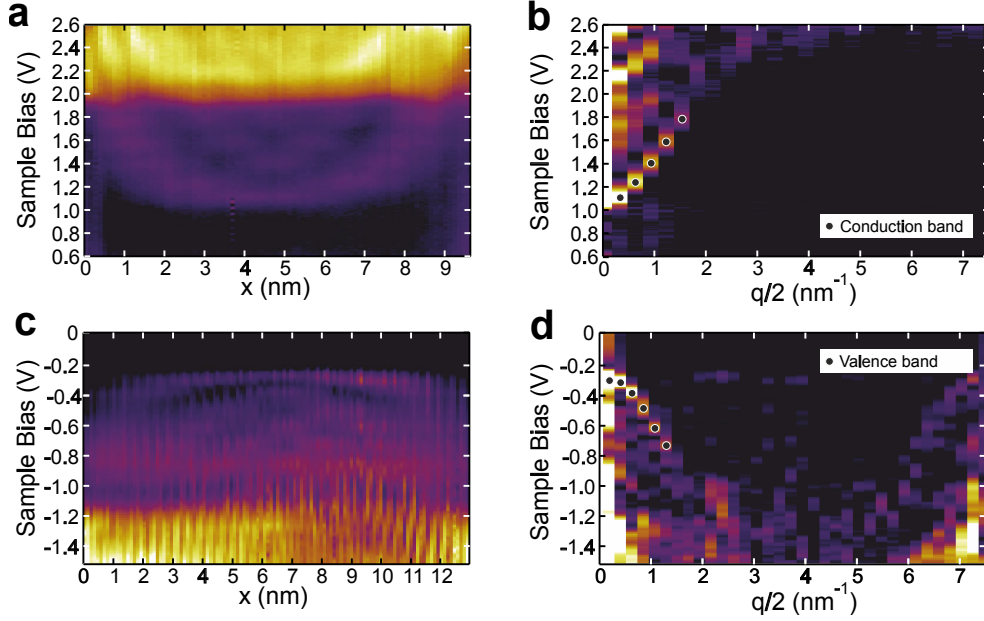 a
2.6
2.4
2.2
2.0
1.8
1.6
1.4
1.2
1.0
0.8
0.6
Sample Bias (V)
0 1 2 3 4 5 6 7 8 9
x (nm)
b
2.6
2.4
2.2
2.0
1.8
1.6
1.4
1.2
1.0
0.8
0.6
Sample Bias (V)
Conduction band
0 1 2 3 4 5 6 7
q/2 (nm-1)
c
0
-0.2
-0.4
-0.6
-0.8
-1.0
-1.2
-1.4
Sample Bias (V)
0 1 2 3 4 5 6 7 8 9 10 11 12
x (nm)
d
0
-0.2
-0.4
-0.6
-0.8
-1.0
-1.2
-1.4
Sample Bias (V)
Valence band
0 1 2 3 4 5 6 7
q/2 (nm-1)